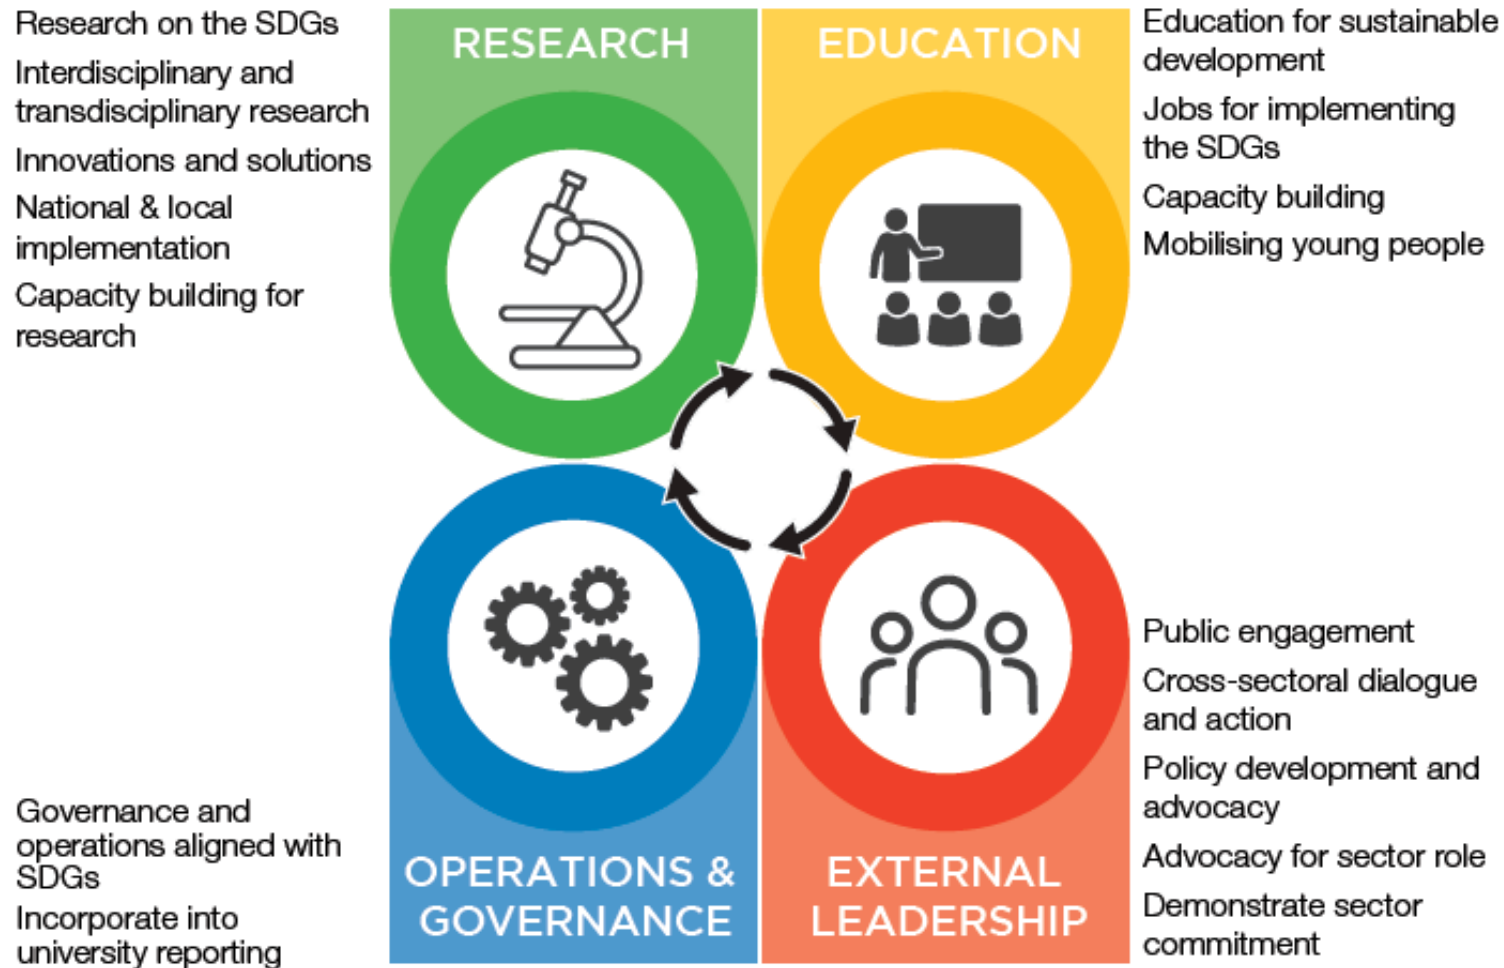 Research on the SDGs
Interdisciplinary and
transdisciplinary research
Innovations and solutions
National & local
implementation
Capacity building for
research
RESEARCH
EDUCATION
Education for sustainable
development
Jobs for implementing
the SDGs
Capacity building
Mobilising young people
Governance and
operations aligned with
SDGs
Incorporate into
university reporting
OPERATIONS &
GOVERNANCE
EXTERNAL
LEADERSHIP
Public engagement
Cross-sectoral dialogue
and action
Policy development and
advocacy
Advocacy for sector role
Demonstrate sector
commitment